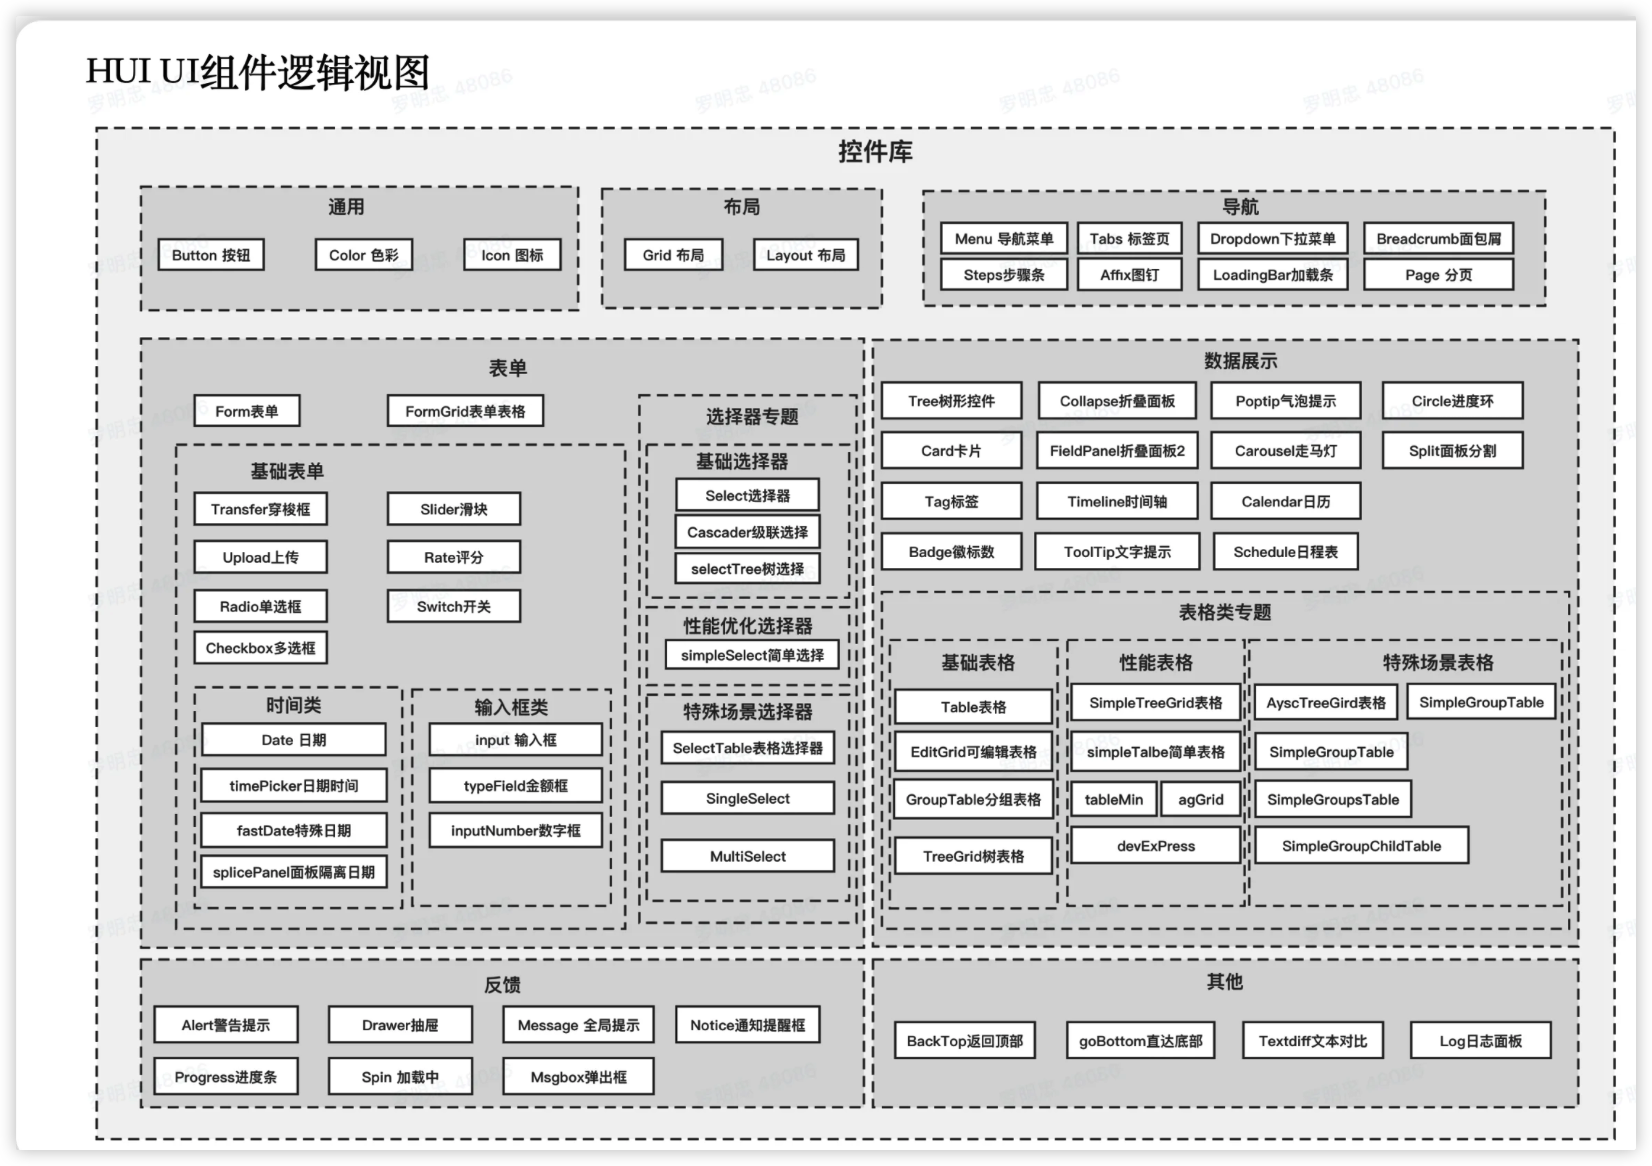 HUI UI组件逻辑视图
控件库
通用
Button 按钮
Color 色彩
Icon 图标
布局
Grid 布局
Layout 布局
导航
Menu 导航菜单
Tabs 标签页
Dropdown下拉菜单
Breadcrumb面包屑
Steps步骤条
Affix图钉
LoadingBar加载条
Page 分页
表单
Form表单
FormGrid表单表格
基础表单
Transfer穿梭框
Slider滑块
Upload上传
Rate评分
Radio单选框
Switch开关
Checkbox多选框
时间类
Date 日期
timePicker日期时间
fastDate特殊日期
splicePanel面板隔离日期
输入框类
input 输入框
typeField金额框
inputNumber数字框
选择器专题
基础选择器
Select选择器
Cascader级联选择
selectTree树选择
性能优化选择器
simpleSelect简单选择
特殊场景选择器
SelectTable表格选择器
SingleSelect
MultiSelect
数据展示
Tree树形控件
Collapse折叠面板
Poptip气泡提示
Circle进度环
Card卡片
FieldPanel折叠面板2
Carousel走马灯
Split面板分割
Tag标签
Timeline时间轴
Calendar日历
Badge徽标数
ToolTip文字提示
Schedule日程表
表格类专题
基础表格
Table表格
EditGrid可编辑表格
GroupTable分组表格
TreeGrid树表格
性能表格
SimpleTreeGrid表格
simpleTalbe简单表格
tableMin
agGrid
devExPress
特殊场景表格
AyscTreeGird表格
SimpleGroupTable
SimpleGroupTable
SimpleGroupsTable
SimpleGroupChildTable
反馈
Alert警告提示
Drawer抽屉
Message 全局提示
Notice通知提醒框
Progress进度条
Spin 加载中
Msgbox弹出框
其他
BackTop返回顶部
goBottom直达底部
Textdiff文本对比
Log日志面板
罗明忠 48086